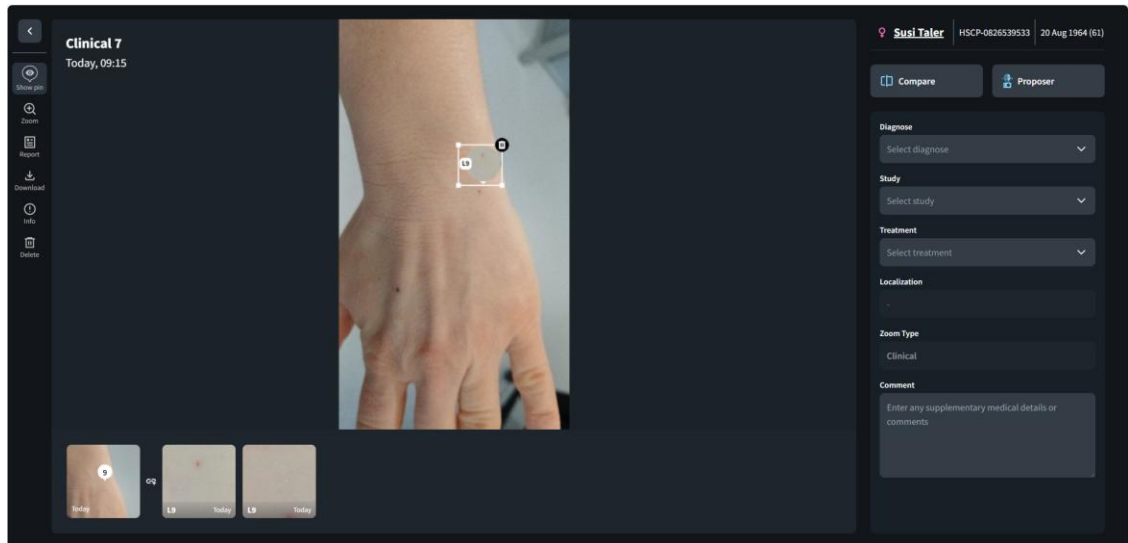 Clinical 7
Today, 09:15
Show pin
Zoom
Report
Download
Info
Delete
L9
9
Today
L9 Today
L9 Today
♀ Susi Taler HSCP-0826539533 20 Aug 1964 (61)
Compare Proposer
Diagnose
Select diagnose
Study
Select study
Treatment
Select treatment
Localization
-
Zoom Type
Clinical
Comment
Enter any supplementary medical details or
comments